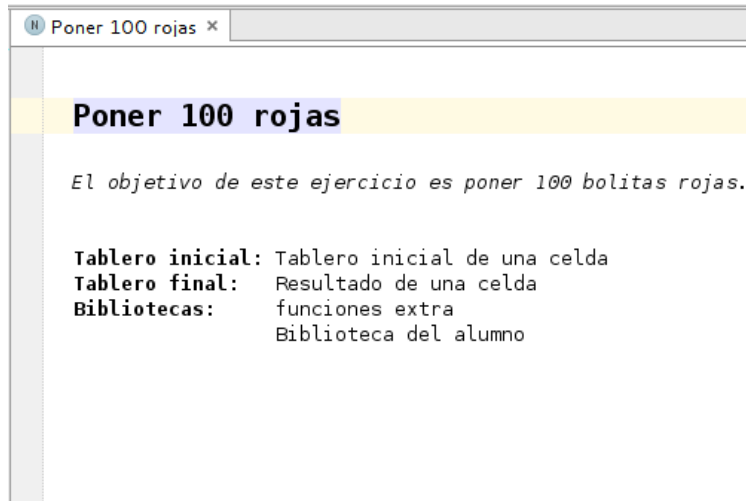 N Poner 100 rojas ×
Poner 100 rojas
El objetivo de este ejercicio es poner 100 bolitas rojas.
Tablero inicial: Tablero inicial de una celda
Tablero final: Resultado de una celda
Bibliotecas: funciones extra
Biblioteca del alumno